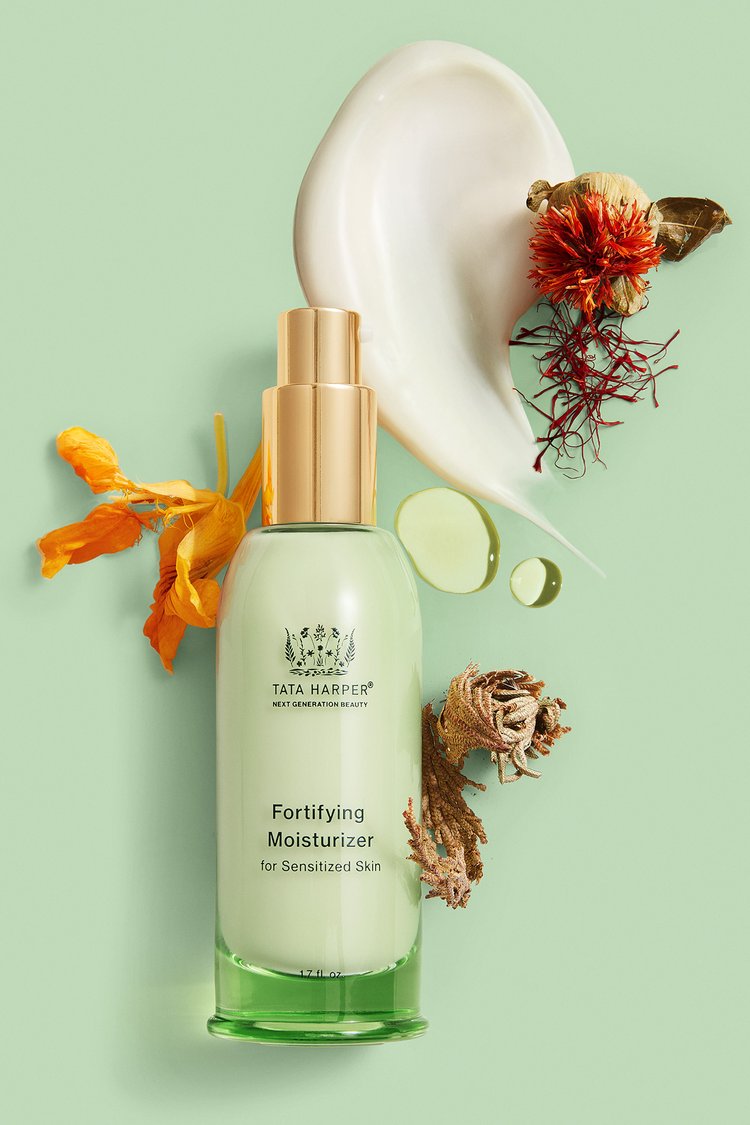 TATA HARPER®
NEXT GENERATION BEAUTY
Fortifying
Moisturizer
for Sensitized Skin
1.7 fl. oz.